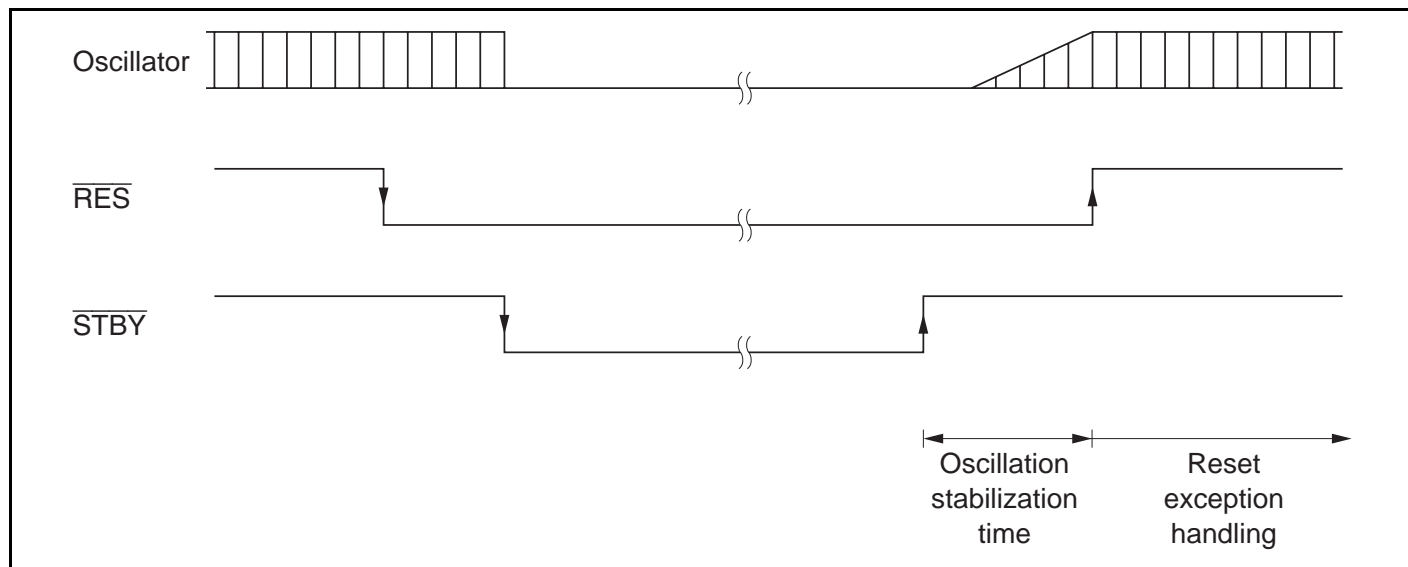 Oscillator
RES
STBY
Oscillation
stabilization
time
Reset
exception
handling